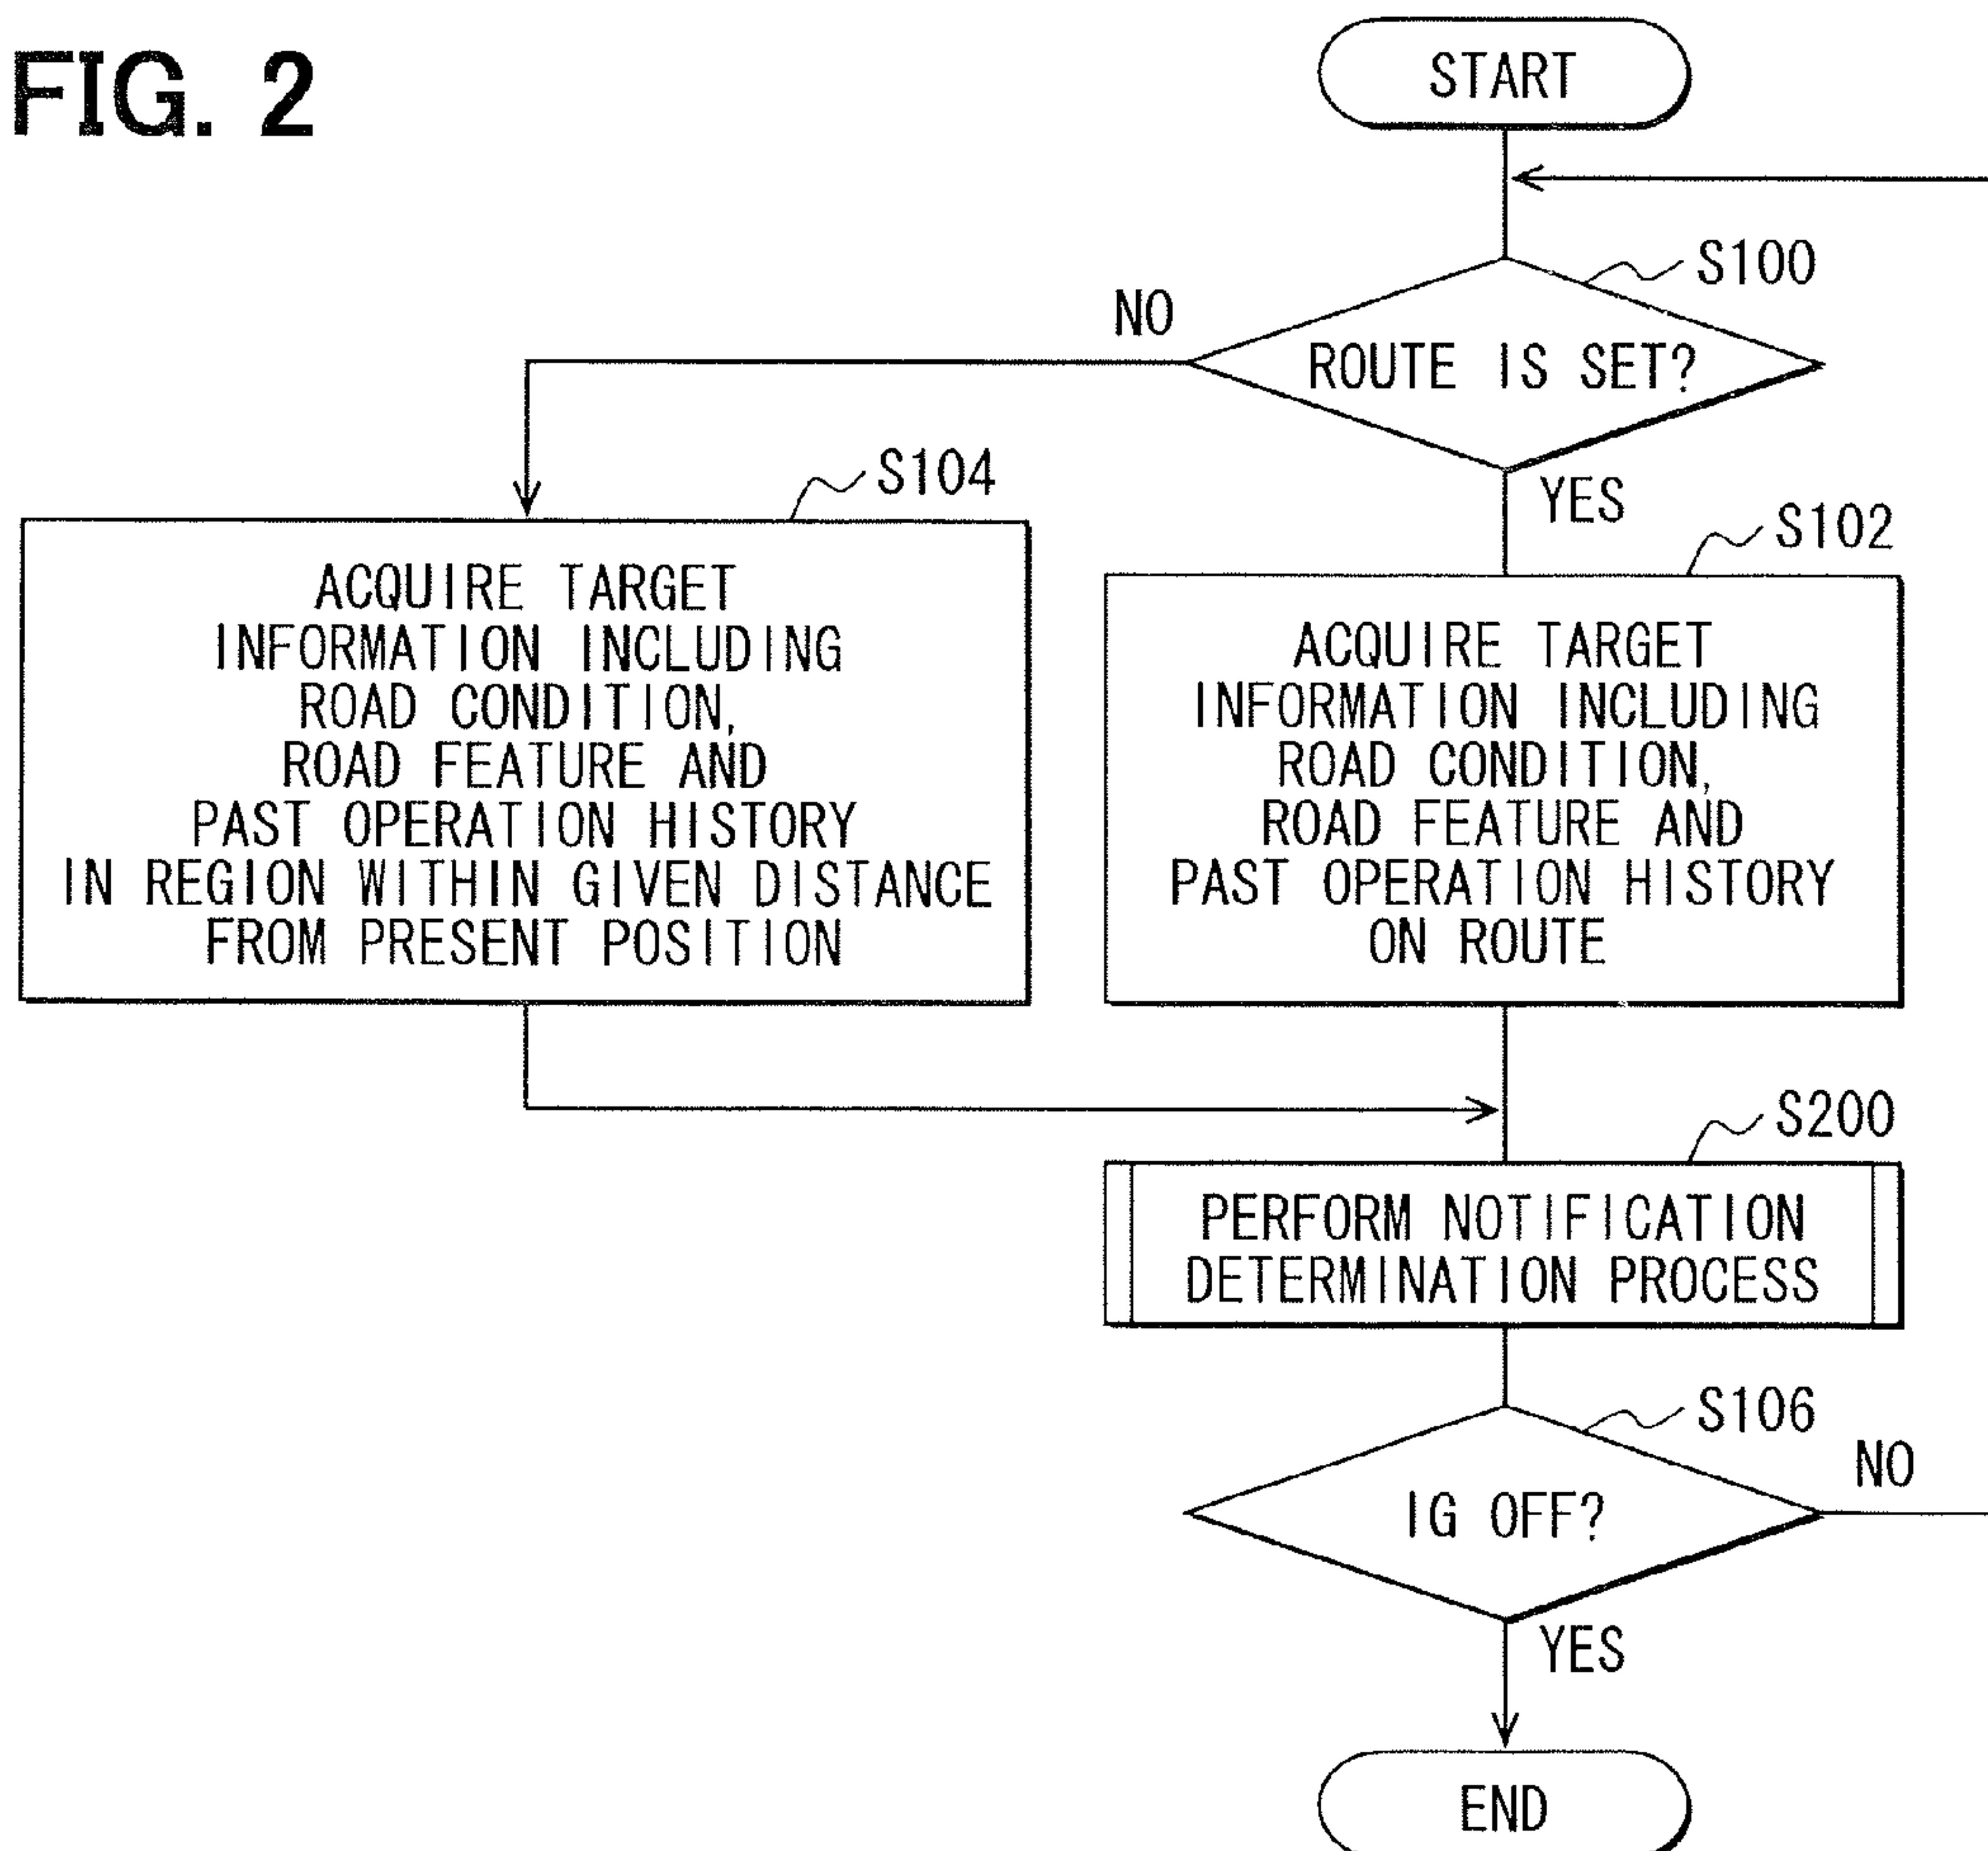 FIG. 2
START
S100
NO
ROUTE IS SET?
YES
S104
ACQUIRE TARGET
INFORMATION INCLUDING
ROAD CONDITION,
ROAD FEATURE AND
PAST OPERATION HISTORY
IN REGION WITHIN GIVEN DISTANCE
FROM PRESENT POSITION
S102
ACQUIRE TARGET
INFORMATION INCLUDING
ROAD CONDITION,
ROAD FEATURE AND
PAST OPERATION HISTORY
ON ROUTE
S200
PERFORM NOTIFICATION
DETERMINATION PROCESS
S106
NO
IG OFF?
YES
END